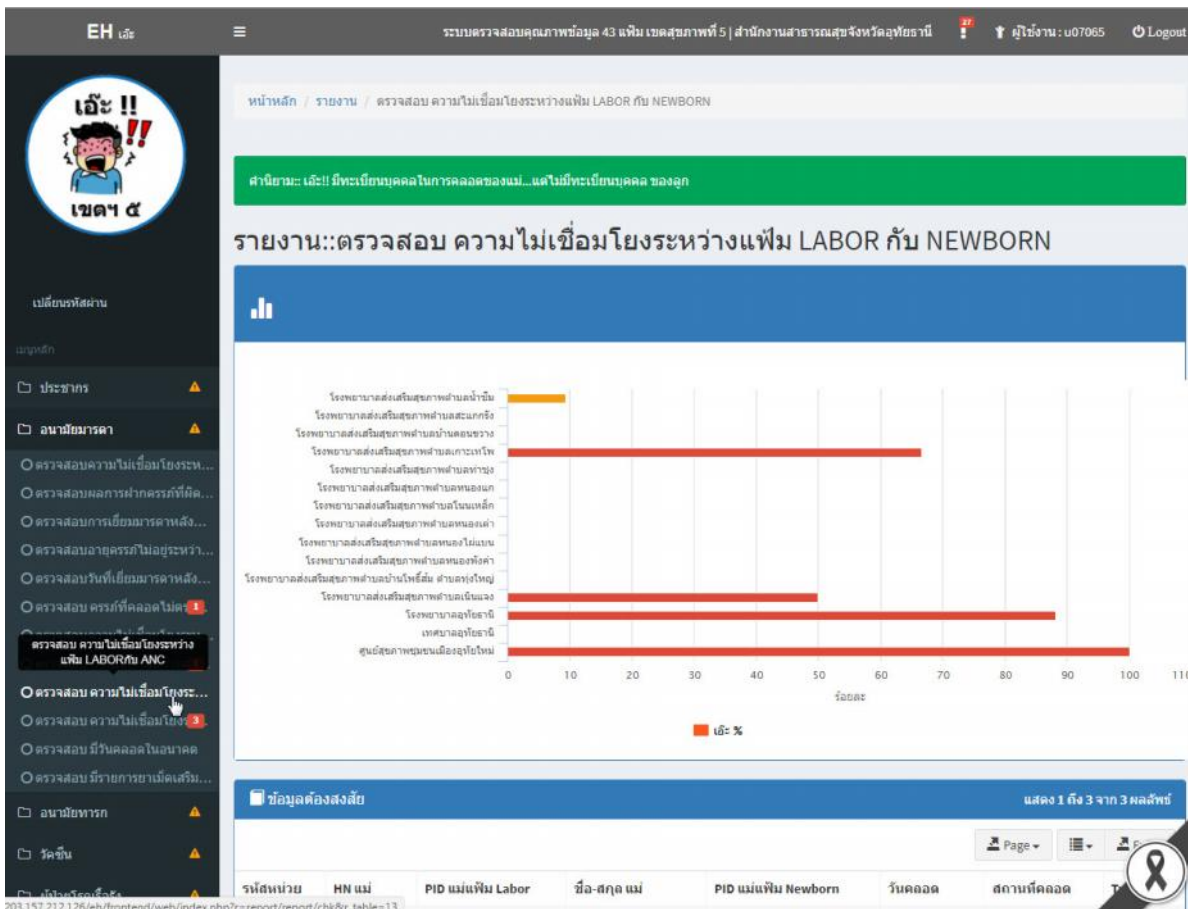 EH เอ๊ะ
ระบบตรวจสอบคุณภาพข้อมูล 43 แฟ้ม เขตสุขภาพที่ 5 | สำนักงานสาธารณสุขจังหวัดอุทัยธานี
27
ผู้ใช้งาน : u07065
Logout
เอ๊ะ !!
!!
เขตฯ ๕
หน้าหลัก / รายงาน / ตรวจสอบ ความไม่เชื่อมโยงระหว่างแฟ้ม LABOR กับ NEWBORN
คำนิยาม:: เอ๊ะ!! มีทะเบียนบุคคลในการคลอดของแม่...แต่ไม่มีทะเบียนบุคคล ของลูก
รายงาน::ตรวจสอบ ความไม่เชื่อมโยงระหว่างแฟ้ม LABOR กับ NEWBORN
เปลี่ยนรหัสผ่าน
เมนูหลัก
ประชากร
อนามัยมารดา
ตรวจสอบความไม่เชื่อมโยงระห...
ตรวจสอบผลการฝากครรภ์ที่ผิด...
ตรวจสอบการเยี่ยมมารดาหลัง...
ตรวจสอบอายุครรภ์ไม่อยู่ระหว่า...
ตรวจสอบวันที่เยี่ยมมารดาหลัง...
ตรวจสอบ ครรภ์ที่คลอดไม่ตร 1
ตรวจสอบ ความไม่เชื่อมโยงระหว่าง
แฟ้ม LABORกับ ANC
ตรวจสอบ ความไม่เชื่อมโยงระ...
ตรวจสอบ ความไม่เชื่อมโยงร 3
ตรวจสอบ มีวันคลอดในอนาคต
ตรวจสอบ มีรายการยาเม็ดเสริม...
อนามัยทารก
วัคซีน
โรงพยาบาลส่งเสริมสุขภาพตำบลน้ำซึม
โรงพยาบาลส่งเสริมสุขภาพตำบลสะแกกรัง
โรงพยาบาลส่งเสริมสุขภาพตำบลบ้านดอนขวาง
โรงพยาบาลส่งเสริมสุขภาพตำบลเกาะเทโพ
โรงพยาบาลส่งเสริมสุขภาพตำบลท่าซุง
โรงพยาบาลส่งเสริมสุขภาพตำบลหนองแก
โรงพยาบาลส่งเสริมสุขภาพตำบลโนนเหล็ก
โรงพยาบาลส่งเสริมสุขภาพตำบลหนองเต่า
โรงพยาบาลส่งเสริมสุขภาพตำบลหนองไผ่แบน
โรงพยาบาลส่งเสริมสุขภาพตำบลหนองพังค่า
โรงพยาบาลส่งเสริมสุขภาพตำบลบ้านโพธิ์ส้ม ตำบลทุ่งใหญ่
โรงพยาบาลส่งเสริมสุขภาพตำบลเนินแจง
โรงพยาบาลอุทัยธานี
เทศบาลอุทัยธานี
ศูนย์สุขภาพชุมชนเมืองอุทัยใหม่
0 10 20 30 40 50 60 70 80 90 100 110
ร้อยละ
เอ๊ะ %
ข้อมูลต้องสงสัย
แสดง 1 ถึง 3 จาก 3 ผลลัพธ์
Page
รหัสหน่วย HN แม่ PID แม่แฟ้ม Labor ชื่อ-สกุล แม่ PID แม่แฟ้ม Newborn วันคลอด สถานที่คลอด
203.157.212.126/eh/frontend/web/index.php?r=report/report/chk&r_table=13